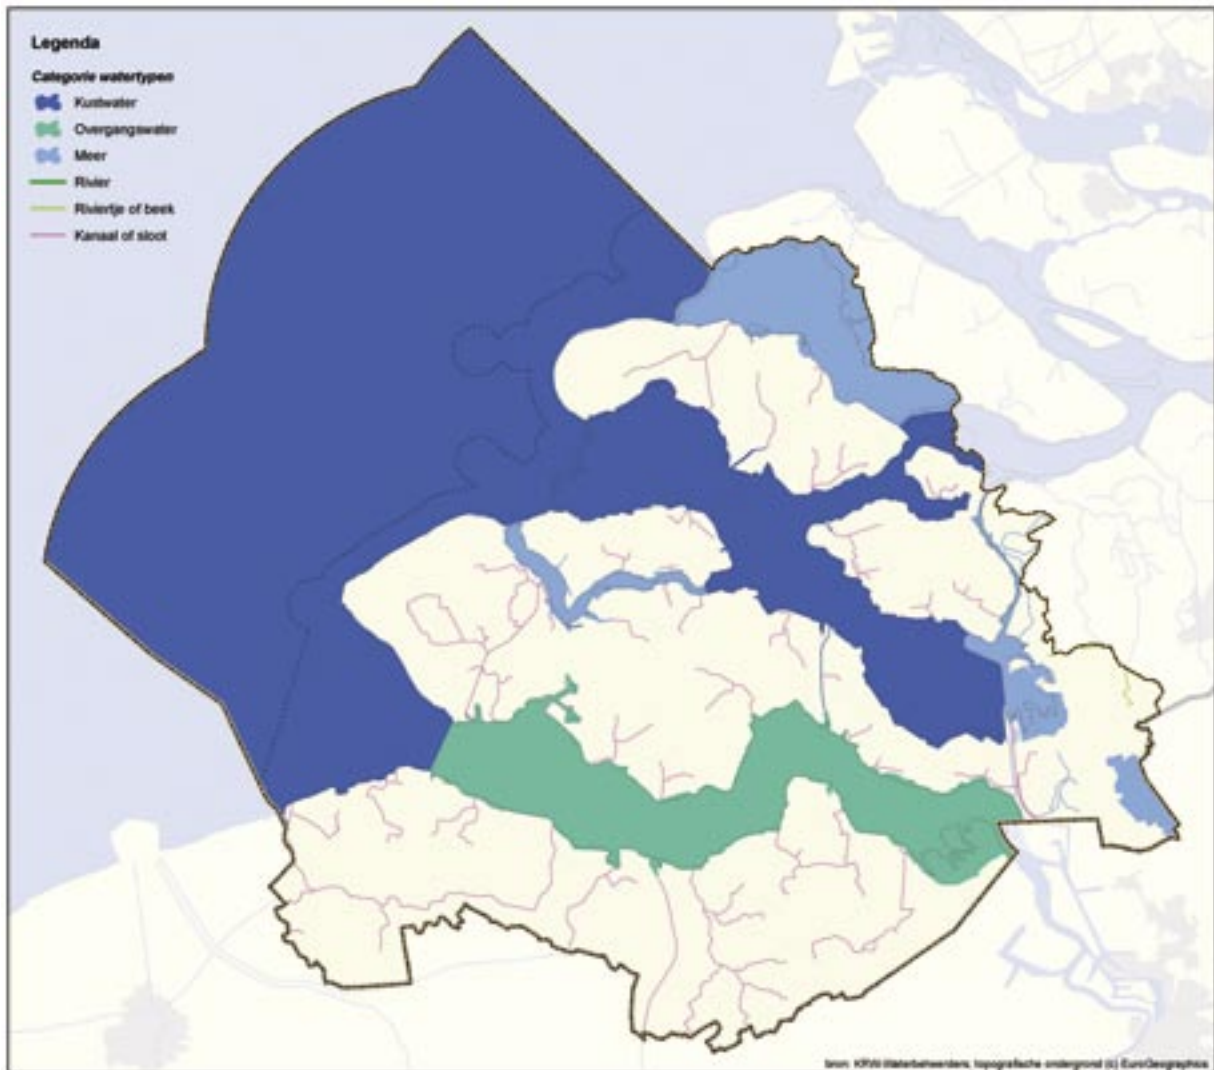 Legenda
Categorie watertypen
Kustwater
Overgangswater
Meer
Rivier
Riviertje of beek
Kanaal of sloot
bron: KRW-Waterbeheerders, topografische ondergrond (c) EuroGeographics